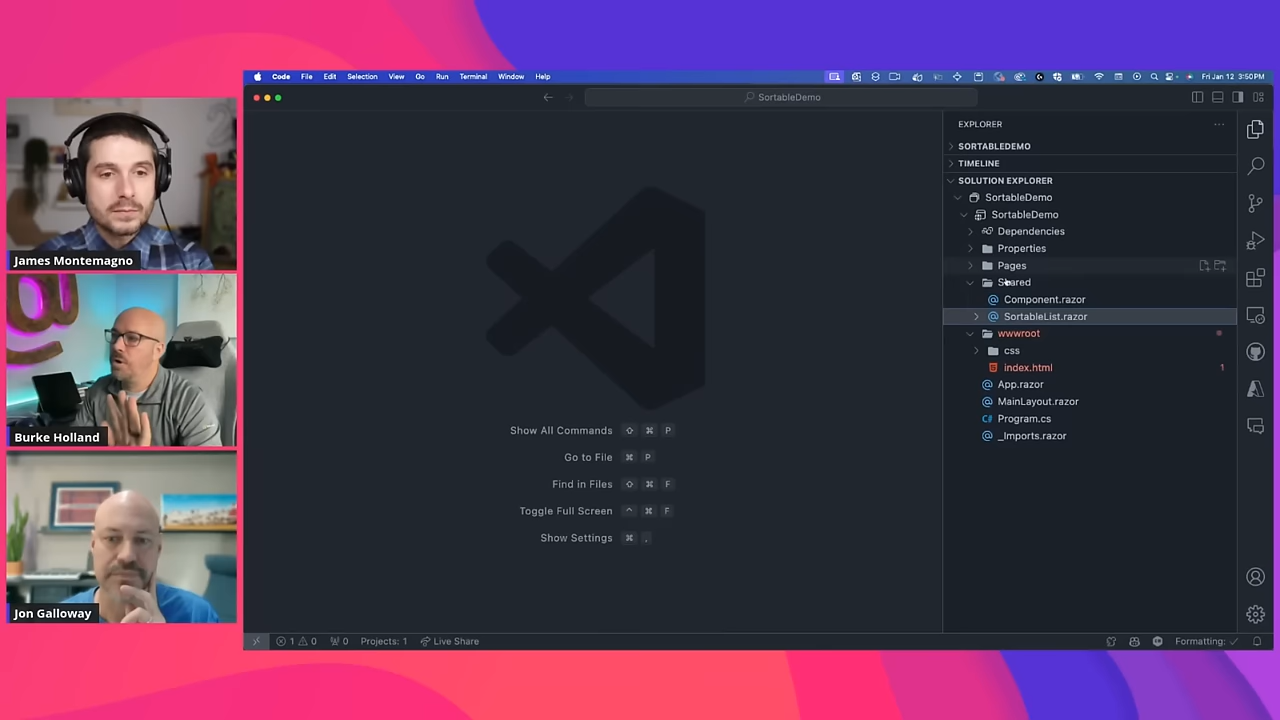 Code File Edit Selection View Go Run Terminal Window Help
Fri Jan 12 3:50PM
SortableDemo
James Montemagno
Burke Holland
Jon Galloway
Show All Commands ⇧ ⌘ P
Go to File ⌘ P
Find in Files ⇧ ⌘ F
Toggle Full Screen ^ ⌘ F
Show Settings ⌘ ,
EXPLORER
SORTABLEDEMO
TIMELINE
SOLUTION EXPLORER
SortableDemo
SortableDemo
Dependencies
Properties
Pages
Shared
Component.razor
SortableList.razor
wwwroot
css
index.html 1
App.razor
MainLayout.razor
C# Program.cs
_Imports.razor
1 0 0 Projects: 1 Live Share
Formatting: ✓